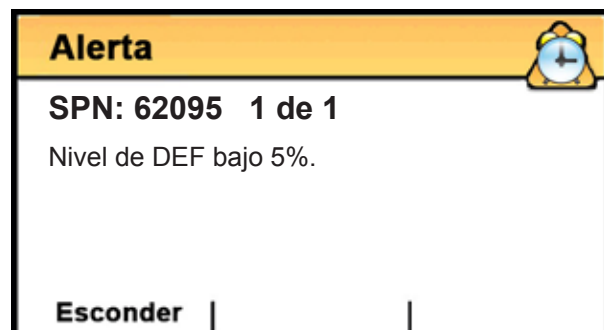 Alerta
SPN: 62095 1 de 1
Nivel de DEF bajo 5%.
Esconder | |